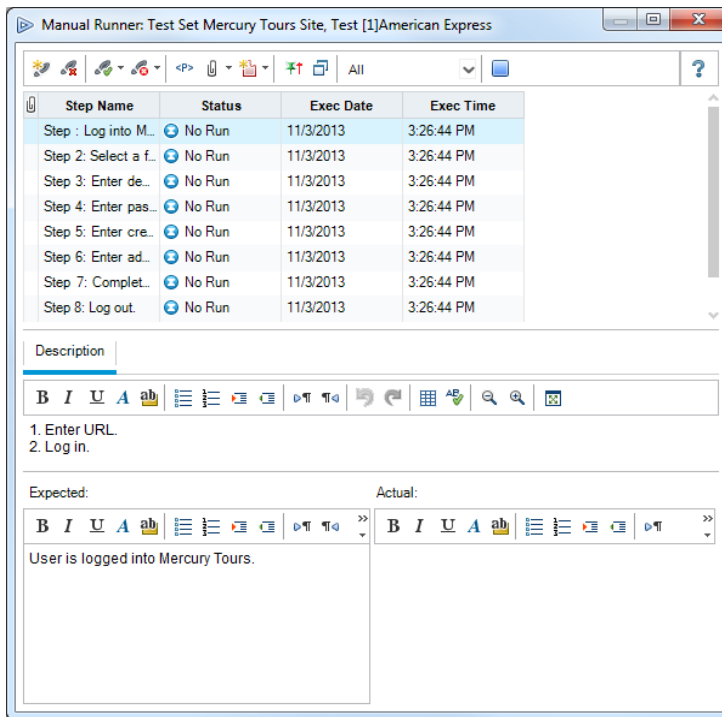 Manual Runner: Test Set Mercury Tours Site, Test [1]American Express
<P> All ?
Step Name Status Exec Date Exec Time
Step : Log into M... No Run 11/3/2013 3:26:44 PM
Step 2: Select a f... No Run 11/3/2013 3:26:44 PM
Step 3: Enter de... No Run 11/3/2013 3:26:44 PM
Step 4: Enter pas... No Run 11/3/2013 3:26:44 PM
Step 5: Enter cre... No Run 11/3/2013 3:26:44 PM
Step 6: Enter ad... No Run 11/3/2013 3:26:44 PM
Step 7: Complet... No Run 11/3/2013 3:26:44 PM
Step 8: Log out. No Run 11/3/2013 3:26:44 PM
Description
B I U A ab
1. Enter URL.
2. Log in.
Expected: Actual:
B I U A ab B I U A ab
User is logged into Mercury Tours.